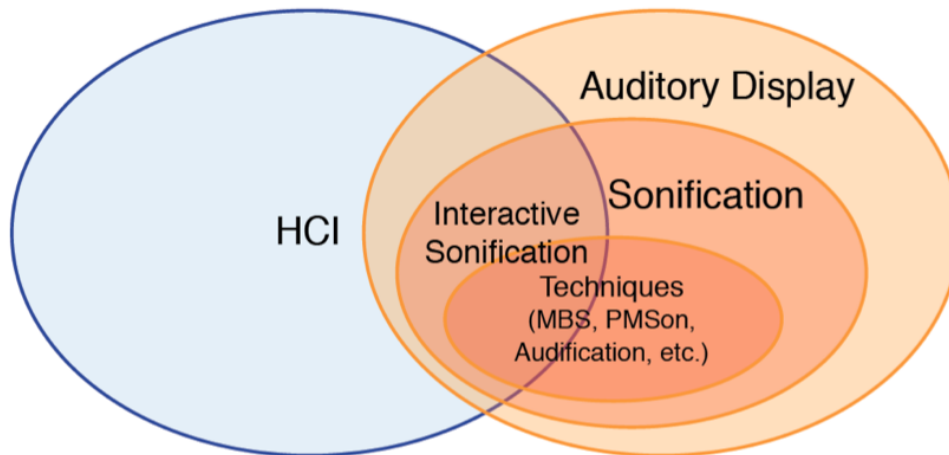 Auditory Display
Sonification
HCI
Interactive
Sonification
Techniques
(MBS, PMSon,
Audification, etc.)